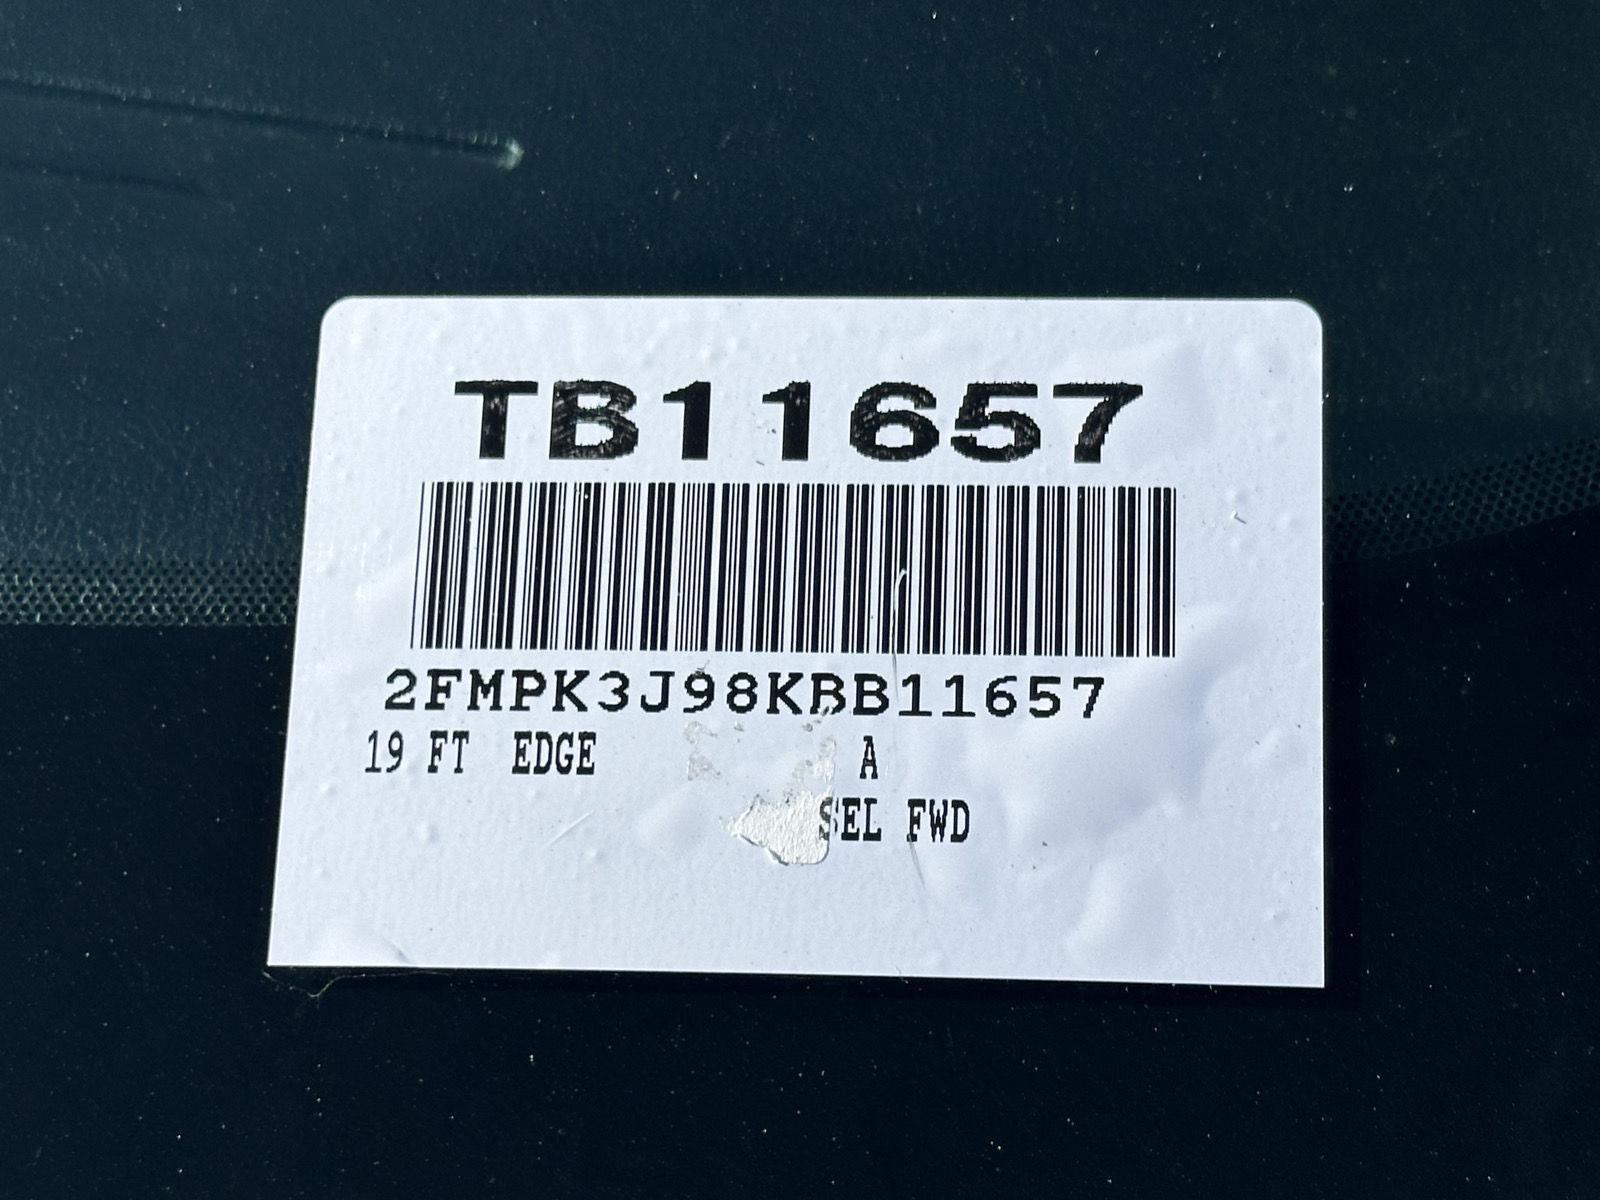 TB11657
2FMPK3J98KBB11657
19 FT EDGE A
SEL FWD